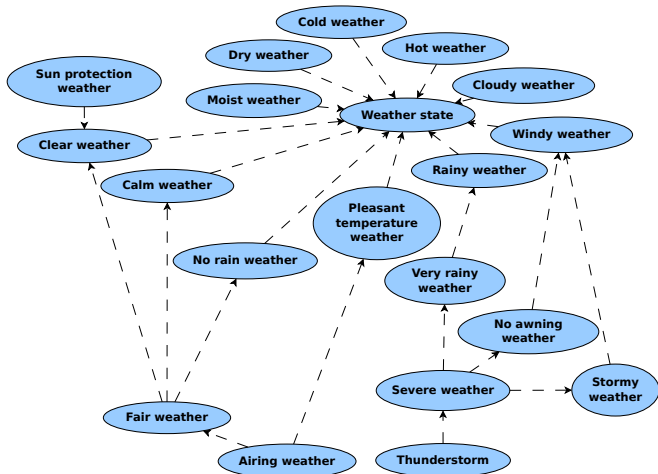 Cold weather
Hot weather
Dry weather
Sun protection
weather
Cloudy weather
Moist weather
Weather state
Windy weather
Clear weather
Rainy weather
Calm weather
Pleasant
temperature
weather
No rain weather
Very rainy
weather
No awning
weather
Severe weather
Stormy
weather
Fair weather
Airing weather
Thunderstorm